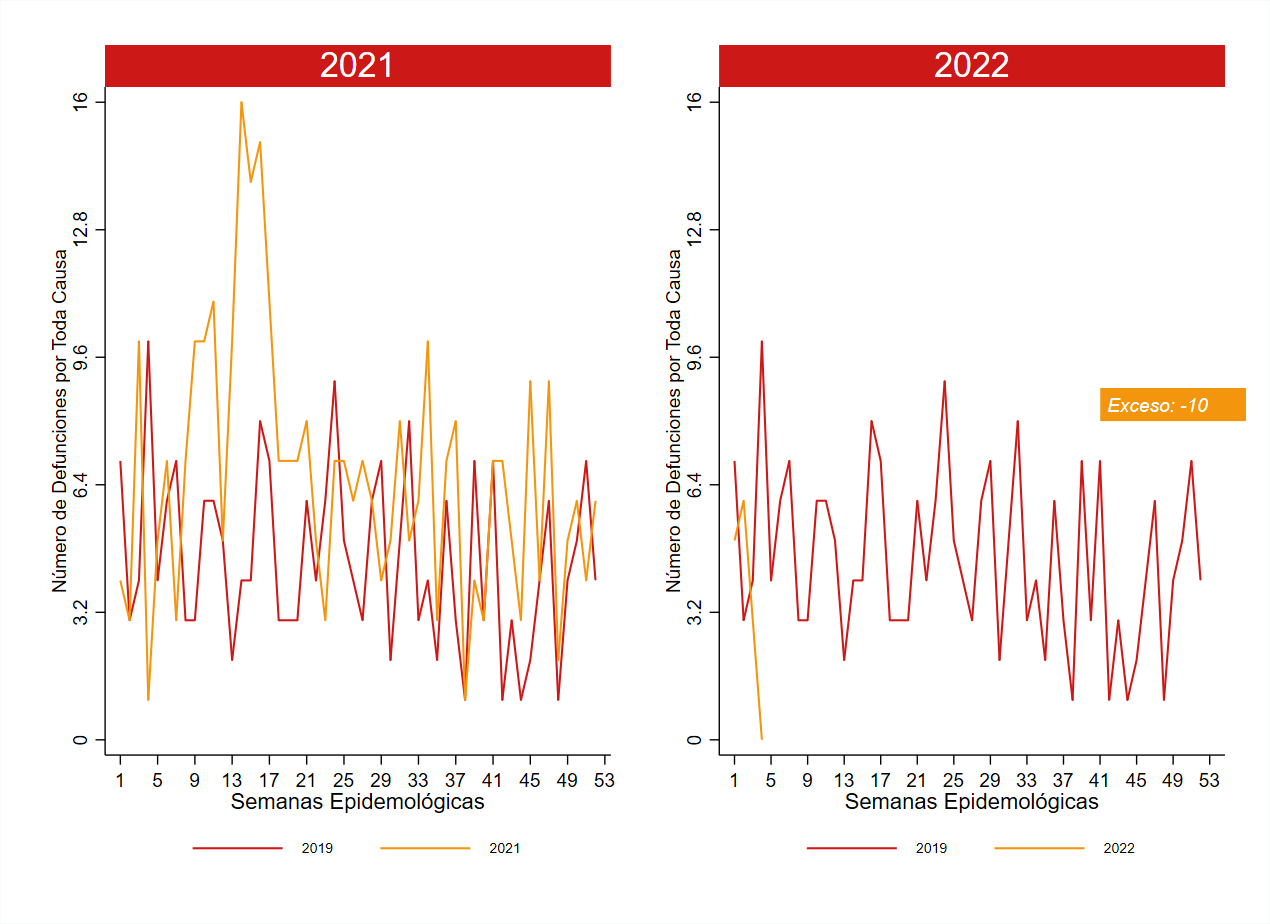 2021
Número de Defunciones por Toda Causa
16
12.8
9.6
6.4
3.2
0
1 5 9 13 17 21 25 29 33 37 41 45 49 53
Semanas Epidemológicas
2019 2021
2022
Número de Defunciones por Toda Causa
16
12.8
9.6
6.4
3.2
0
Exceso: -10
1 5 9 13 17 21 25 29 33 37 41 45 49 53
Semanas Epidemológicas
2019 2022